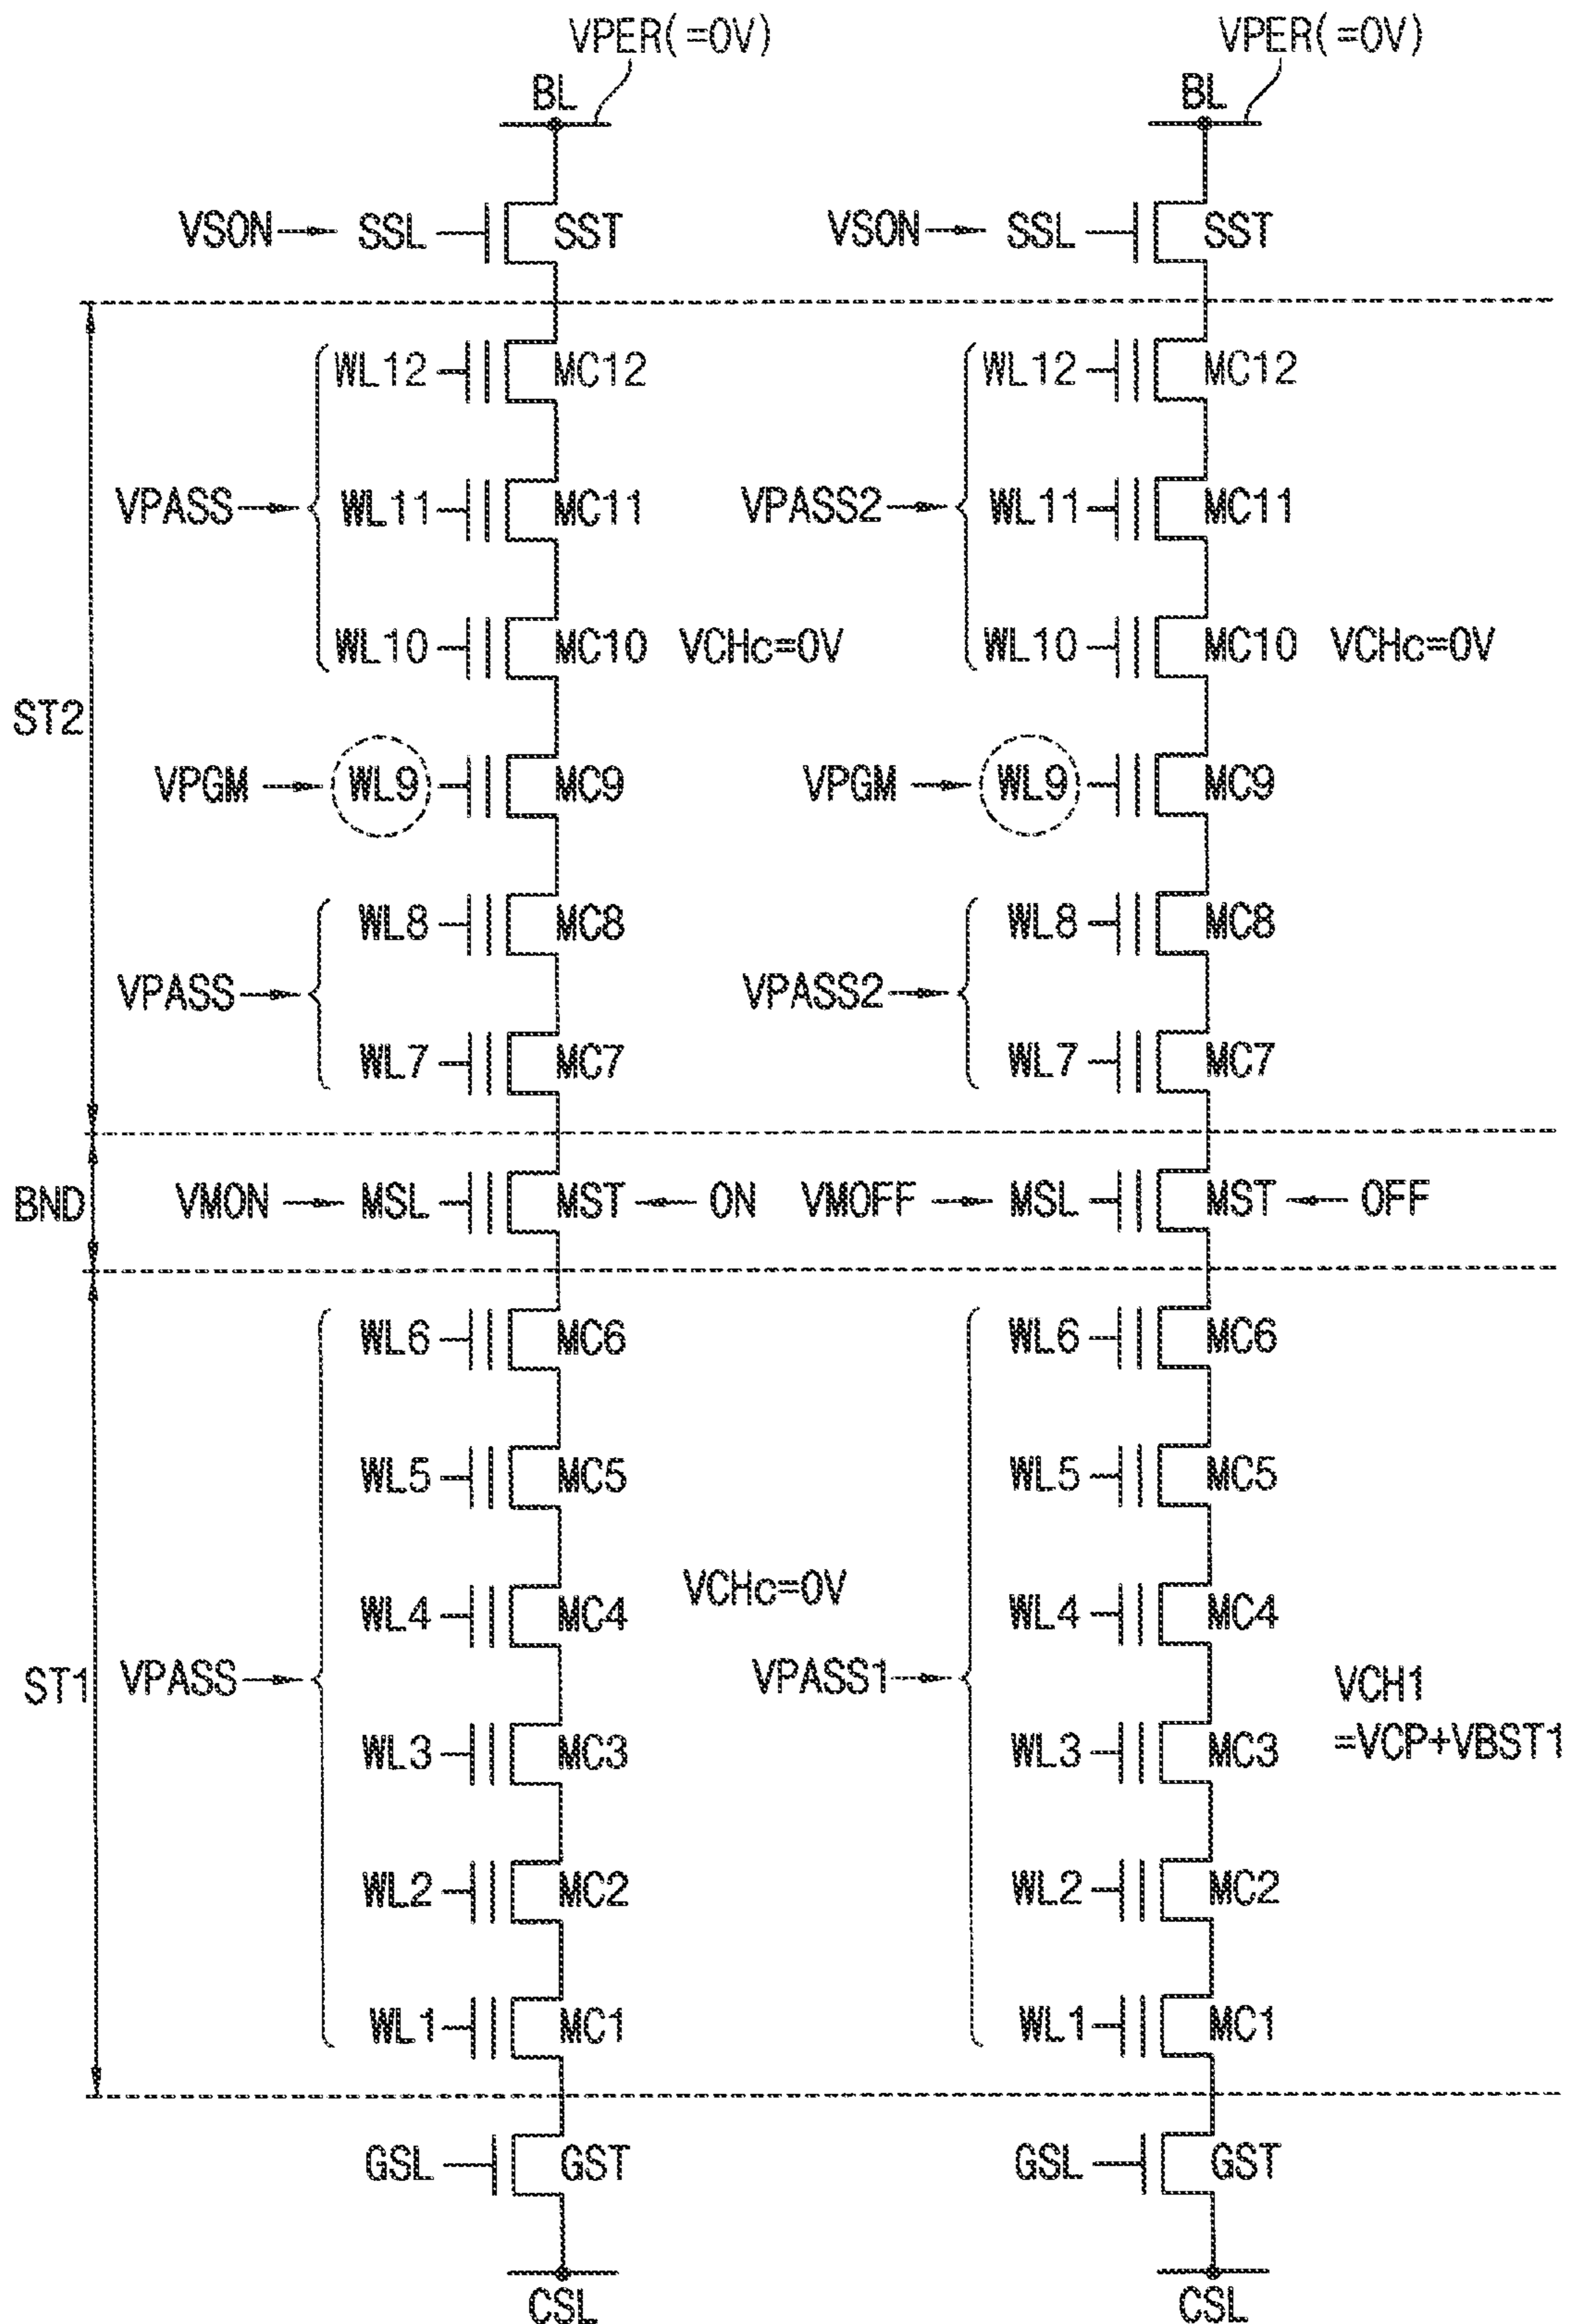 VPER(=0V) VPER(=0V)
BL BL
VSON SSL SST VSON SSL SST
WL12 MC12 WL12 MC12
VPASS WL11 MC11 VPASS2 WL11 MC11
WL10 MC10 VCHc=0V WL10 MC10 VCHc=0V
ST2
VPGM WL9 MC9 VPGM WL9 MC9
WL8 MC8 WL8 MC8
VPASS VPASS2
WL7 MC7 WL7 MC7
BND VMON MSL MST ON VMOFF MSL MST OFF
WL6 MC6 WL6 MC6
WL5 MC5 WL5 MC5
VCHc=0V
WL4 MC4 WL4 MC4
ST1 VPASS VPASS1 VCH1
WL3 MC3 WL3 MC3 =VCP+VBST1
WL2 MC2 WL2 MC2
WL1 MC1 WL1 MC1
GSL GST GSL GST
CSL CSL